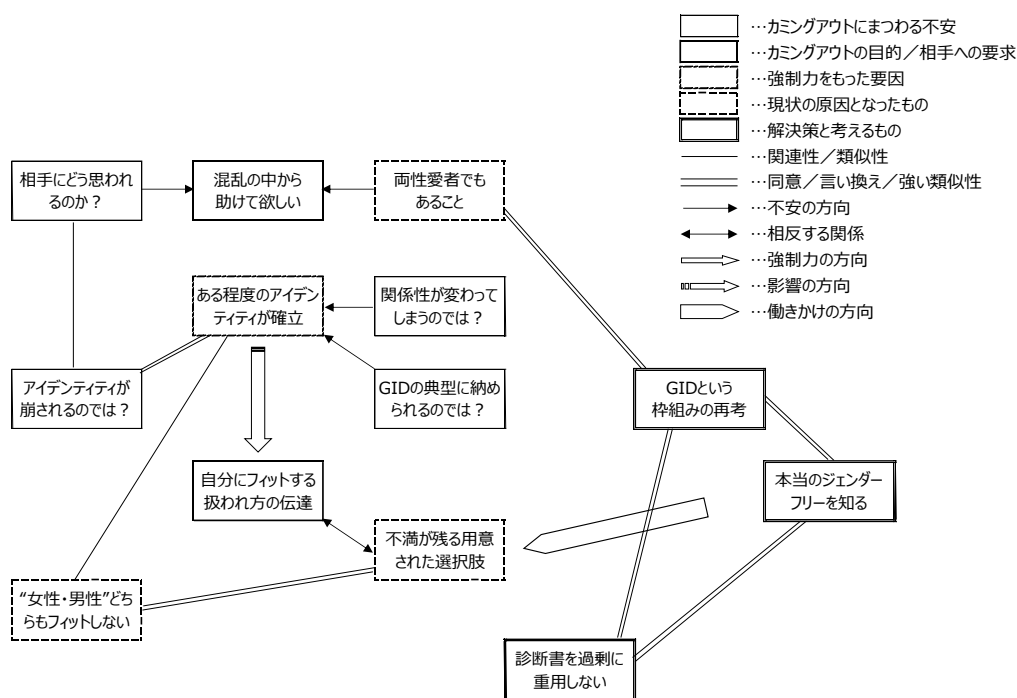 …カミングアウトにまつわる不安
…カミングアウトの目的／相手への要求
…強制力をもった要因
…現状の原因となったもの
…解決策と考えるもの
…関連性／類似性
…同意／言い換え／強い類似性
…不安の方向
…相反する関係
…強制力の方向
…影響の方向
…働きかけの方向
相手にどう思われ
るのか？
混乱の中から
助けて欲しい
両性愛者でも
あること
ある程度のアイデン
ティティが確立
関係性が変わって
しまうのでは？
アイデンティティが
崩されるのでは？
GIDの典型に納め
られるのでは？
GIDという
枠組みの再考
自分にフィットする
扱われ方の伝達
本当のジェンダー
フリーを知る
不満が残る用意
された選択肢
“女性・男性”どち
らもフィットしない
診断書を過剰に
重用しない